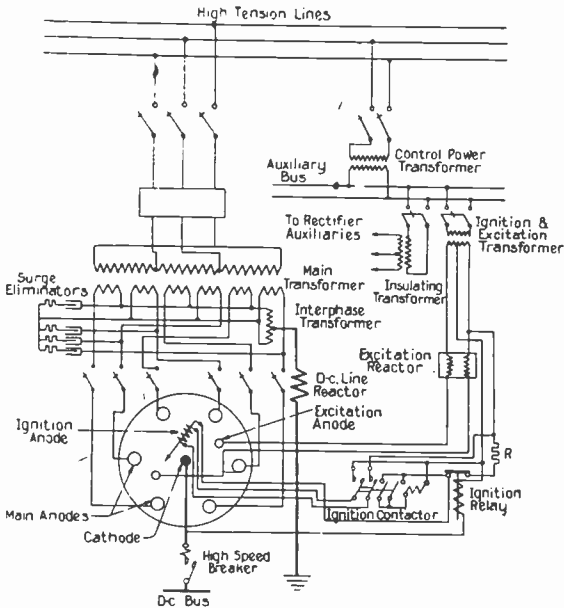 High Tension Lines
Control Power
Transformer
Auxiliary
Bus
To Rectifier
Auxiliaries
Ignition &
Excitation
Transformer
Insulating
Transformer
Main
Transformer
Surge
Eliminators
Interphase
Transformer
Excitation
Reactor
D-c. Line
Reactor
Excitation
Anode
Ignition
Anode
R
Ignition
Relay
Ignition Contactor
Main Anodes
Cathode
High Speed
Breaker
D-c Bus